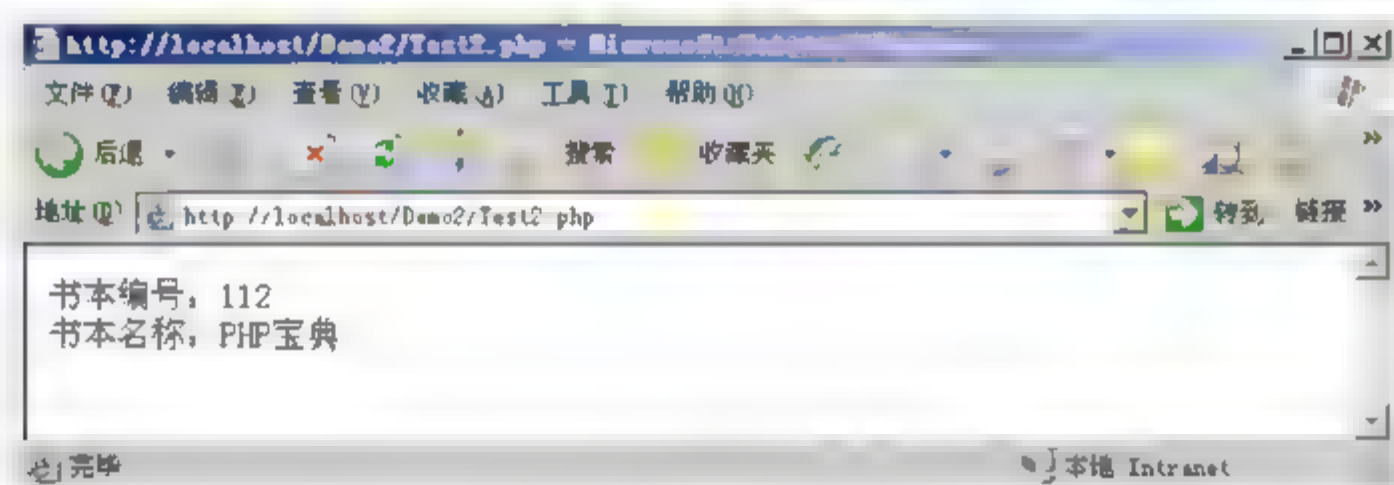 http://localhost/Demo2/Test2.php - Microsoft
文件(F) 编辑(E) 查看(V) 收藏(A) 工具(T) 帮助(H)
后退 搜索 收藏夹 »
地址(D) http://localhost/Demo2/Test2.php 转到 链接 »
书本编号：112
书本名称：PHP宝典
完毕 本地 Intranet